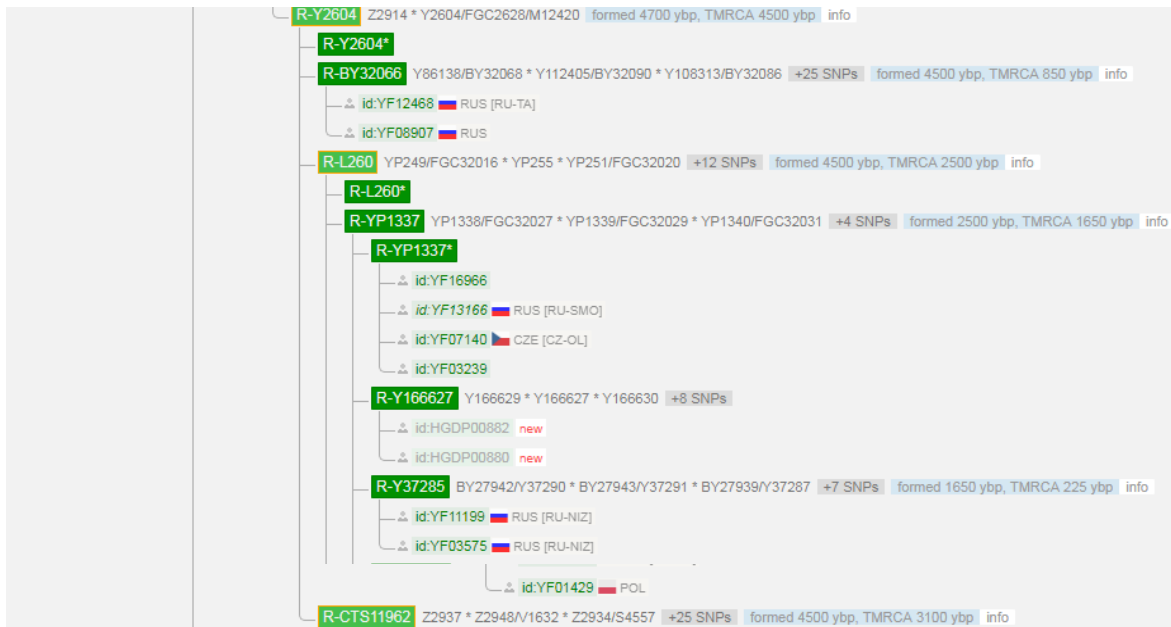 R-Y2604 Z2914 * Y2604/FGC2628/M12420 formed 4700 ybp, TMRCA 4500 ybp info
R-Y2604*
R-BY32066 Y86138/BY32068 * Y112405/BY32090 * Y108313/BY32086 +25 SNPs formed 4500 ybp, TMRCA 850 ybp info
id:YF12468 RUS [RU-TA]
id:YF08907 RUS
R-L260 YP249/FGC32016 * YP255 * YP251/FGC32020 +12 SNPs formed 4500 ybp, TMRCA 2500 ybp info
R-L260*
R-YP1337 YP1338/FGC32027 * YP1339/FGC32029 * YP1340/FGC32031 +4 SNPs formed 2500 ybp, TMRCA 1650 ybp info
R-YP1337*
id:YF16966
id:YF13166 RUS [RU-SMO]
id:YF07140 CZE [CZ-OL]
id:YF03239
R-Y166627 Y166629 * Y166627 * Y166630 +8 SNPs
id:HGDP00882 new
id:HGDP00880 new
R-Y37285 BY27942/Y37290 * BY27943/Y37291 * BY27939/Y37287 +7 SNPs formed 1650 ybp, TMRCA 225 ybp info
id:YF11199 RUS [RU-NIZ]
id:YF03575 RUS [RU-NIZ]
id:YF01429 POL
R-CTS11962 Z2937 * Z2948/V1632 * Z2934/S4557 +25 SNPs formed 4500 ybp, TMRCA 3100 ybp info